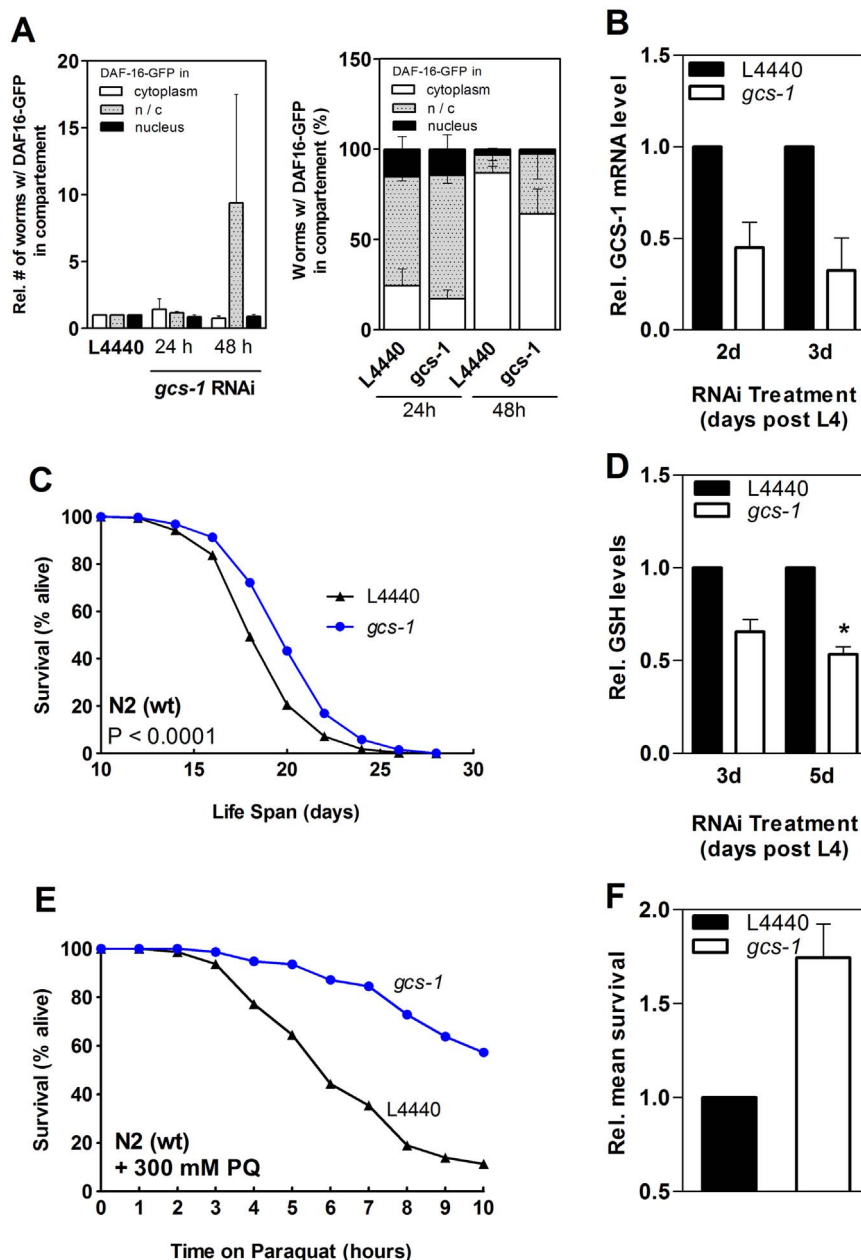 A
Rel. # of worms w/ DAF16-GFP
in compartement
20
15
10
5
0
DAF-16-GFP in
cytoplasm
n / c
nucleus
L4440 24 h 48 h
gcs-1 RNAi
Worms w/ DAF16-GFP
in compartement (%)
150
100
50
0
DAF-16-GFP in
cytoplasm
n / c
nucleus
L4440 gcs-1 L4440 gcs-1
24h 48h
B
Rel. GCS-1 mRNA level
1.5
1.0
0.5
0.0
L4440
gcs-1
2d 3d
RNAi Treatment
(days post L4)
C
Survival (% alive)
100
80
60
40
20
0
L4440
gcs-1
N2 (wt)
P < 0.0001
10 15 20 25 30
Life Span (days)
D
Rel. GSH levels
1.5
1.0
0.5
0.0
L4440
gcs-1
*
3d 5d
RNAi Treatment
(days post L4)
E
Survival (% alive)
100
80
60
40
20
0
gcs-1
L4440
N2 (wt)
+ 300 mM PQ
0 1 2 3 4 5 6 7 8 9 10
Time on Paraquat (hours)
F
Rel. mean survival
2.0
1.5
1.0
0.5
L4440
gcs-1